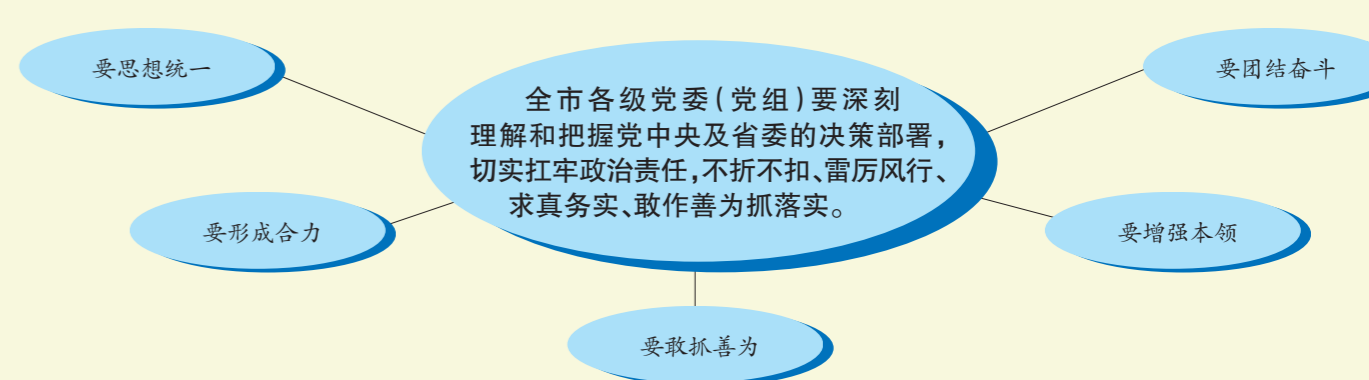 要思想统一
要团结奋斗
全市各级党委(党组)要深刻
理解和把握党中央及省委的决策部署，
切实扛牢政治责任，不折不扣、雷厉风行、
求真务实、敢作善为抓落实。
要形成合力
要增强本领
要敢抓善为